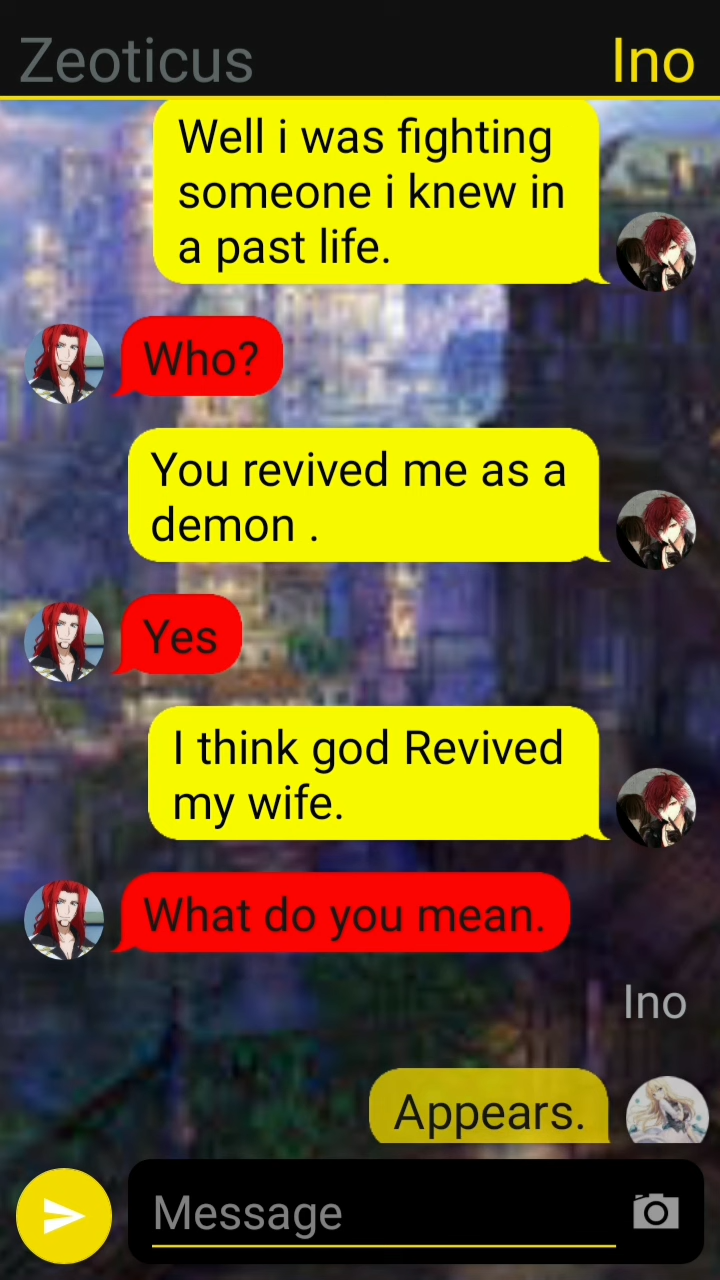 Zeoticus Ino
Well i was fighting
someone i knew in
a past life.
Who?
You revived me as a
demon .
Yes
I think god Revived
my wife.
What do you mean.
Ino
Appears.
Message